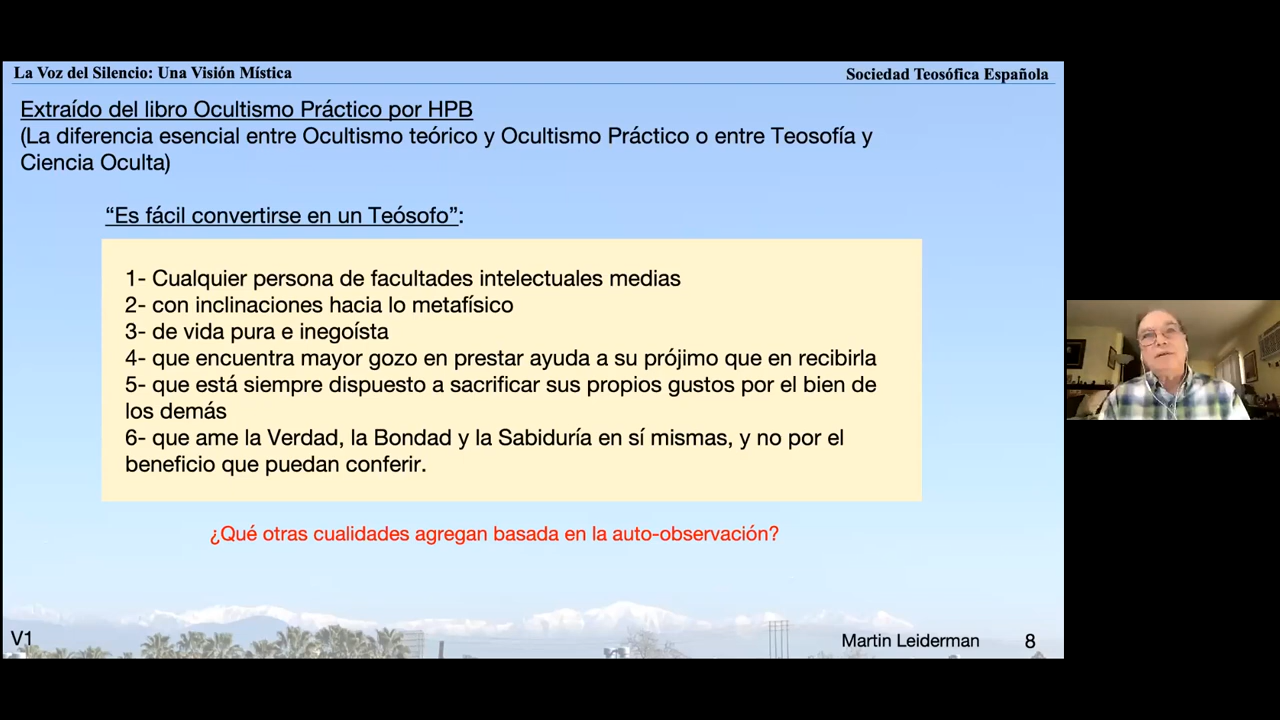 La Voz del Silencio: Una Visión Mística
Sociedad Teosófica Española
Extraído del libro Ocultismo Práctico por HPB
(La diferencia esencial entre Ocultismo teórico y Ocultismo Práctico o entre Teosofía y
Ciencia Oculta)
“Es fácil convertirse en un Teósofo”:
1- Cualquier persona de facultades intelectuales medias
2- con inclinaciones hacia lo metafísico
3- de vida pura e inegoísta
4- que encuentra mayor gozo en prestar ayuda a su prójimo que en recibirla
5- que está siempre dispuesto a sacrificar sus propios gustos por el bien de
los demás
6- que ame la Verdad, la Bondad y la Sabiduría en sí mismas, y no por el
beneficio que puedan conferir.
¿Qué otras cualidades agregan basada en la auto-observación?
V1
Martin Leiderman
8